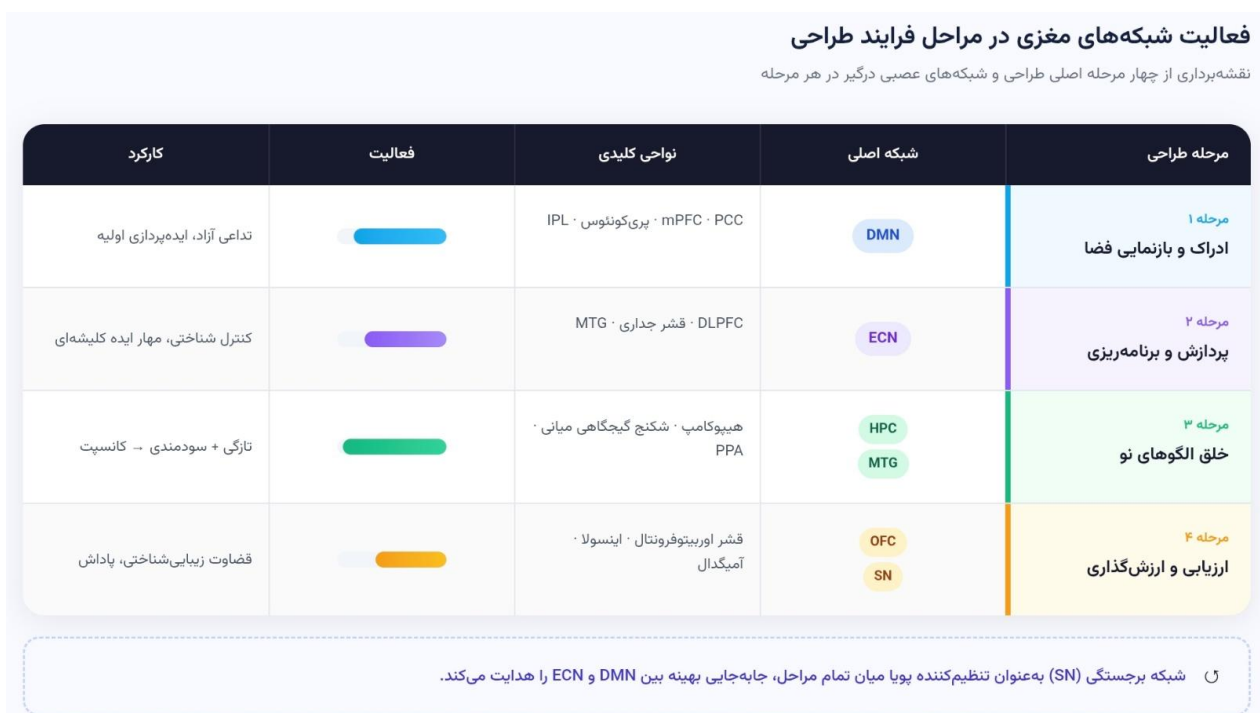 فعالیت شبکه‌های مغزی در مراحل فرایند طراحی
نقشه‌برداری از چهار مرحله اصلی طراحی و شبکه‌های عصبی درگیر در هر مرحله
مرحله طراحی
شبکه اصلی
نواحی کلیدی
فعالیت
کارکرد
مرحله ۱
ادراک و بازنمایی فضا
DMN
mPFC · PCC · پری‌کونئوس · IPL
تداعی آزاد، ایده‌پردازی اولیه
مرحله ۲
پردازش و برنامه‌ریزی
ECN
DLPFC · قشر جداری · MTG
کنترل شناختی، مهار ایده کلیشه‌ای
مرحله ۳
خلق الگوهای نو
HPC
MTG
هیپوکامپ · شکنج گیجگاهی میانی ·
PPA
تازگی + سودمندی → کانسپت
مرحله ۴
ارزیابی و ارزش‌گذاری
OFC
SN
قشر اوربیتوفرونتال · اینسولا ·
آمیگدال
قضاوت زیبایی‌شناختی، پاداش
↺ شبکه برجستگی (SN) به‌عنوان تنظیم‌کننده پویا میان تمام مراحل، جابه‌جایی بهینه بین DMN و ECN را هدایت می‌کند.